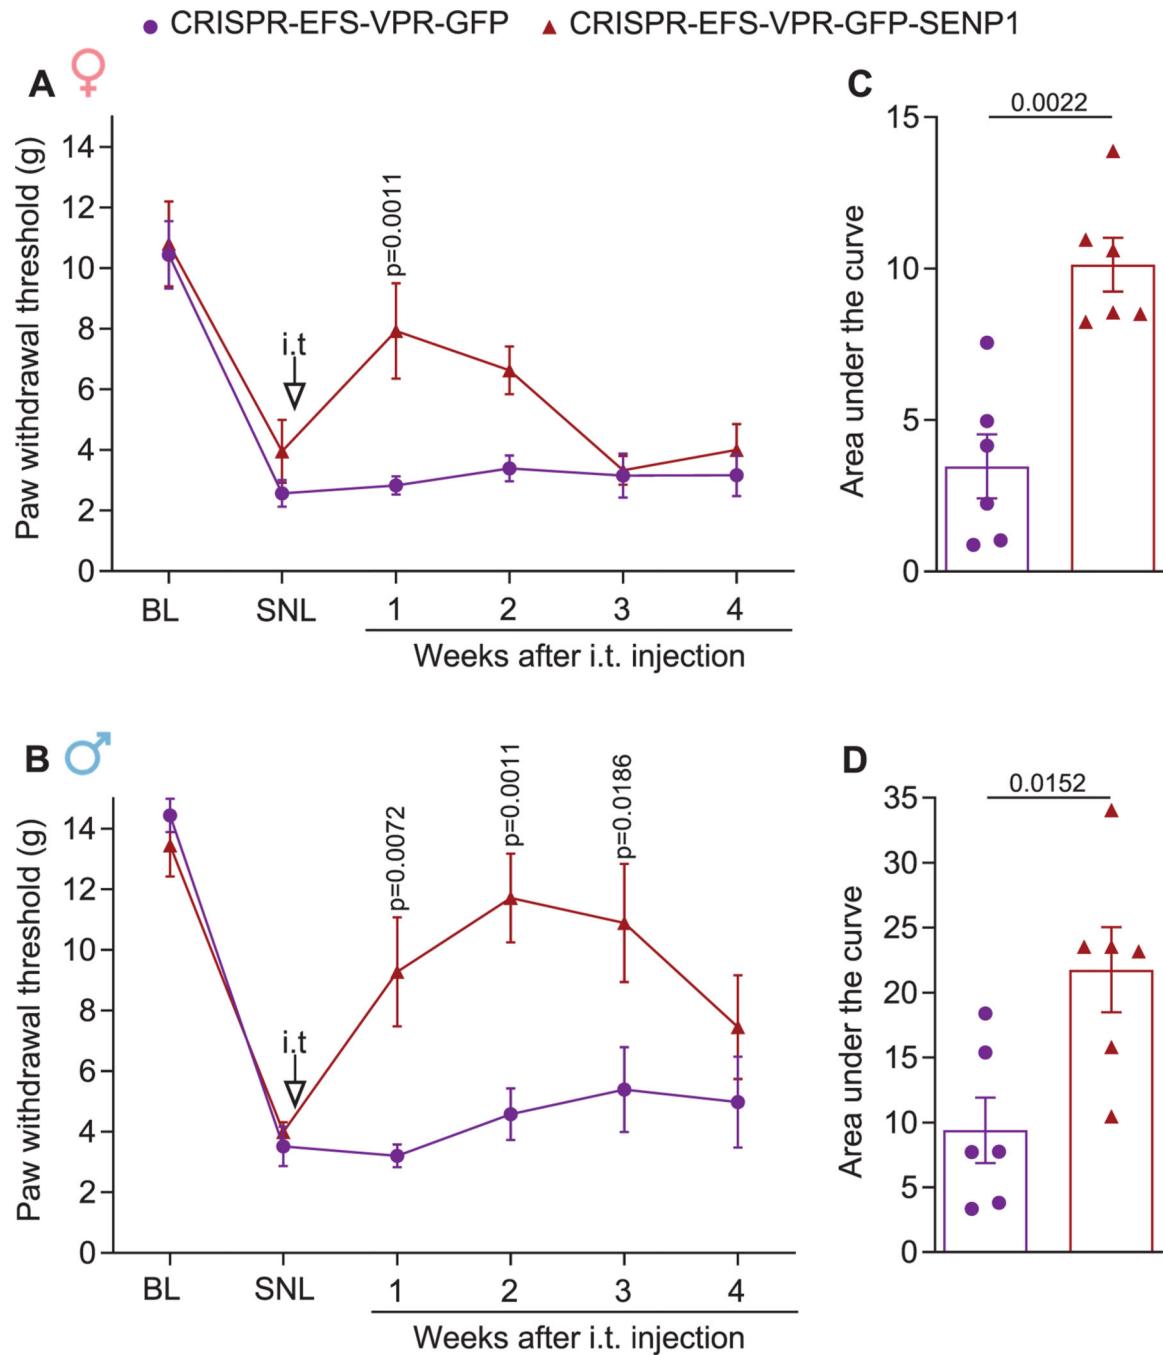 CRISPR-EFS-VPR-GFP CRISPR-EFS-VPR-GFP-SENP1
A
Paw withdrawal threshold (g)
14
12
10
8
6
4
2
0
i.t
p=0.0011
BL SNL 1 2 3 4
Weeks after i.t. injection
C
0.0022
Area under the curve
15
10
5
0
B
Paw withdrawal threshold (g)
14
12
10
8
6
4
2
0
i.t
p=0.0072
p=0.0011
p=0.0186
BL SNL 1 2 3 4
Weeks after i.t. injection
D
0.0152
Area under the curve
35
30
25
20
15
10
5
0